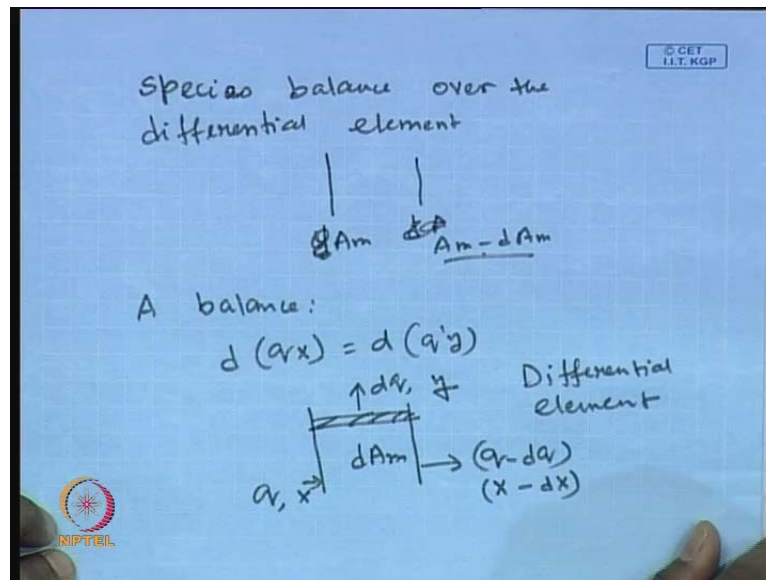 © CET
I.I.T. KGP
Species balance over the
differential element
Am Am - dAm
A balance:
d (qx) = d (q'y)
↑dq, y Differential
element
dAm → (q-dq)
q, x → (x-dx)
NPTEL